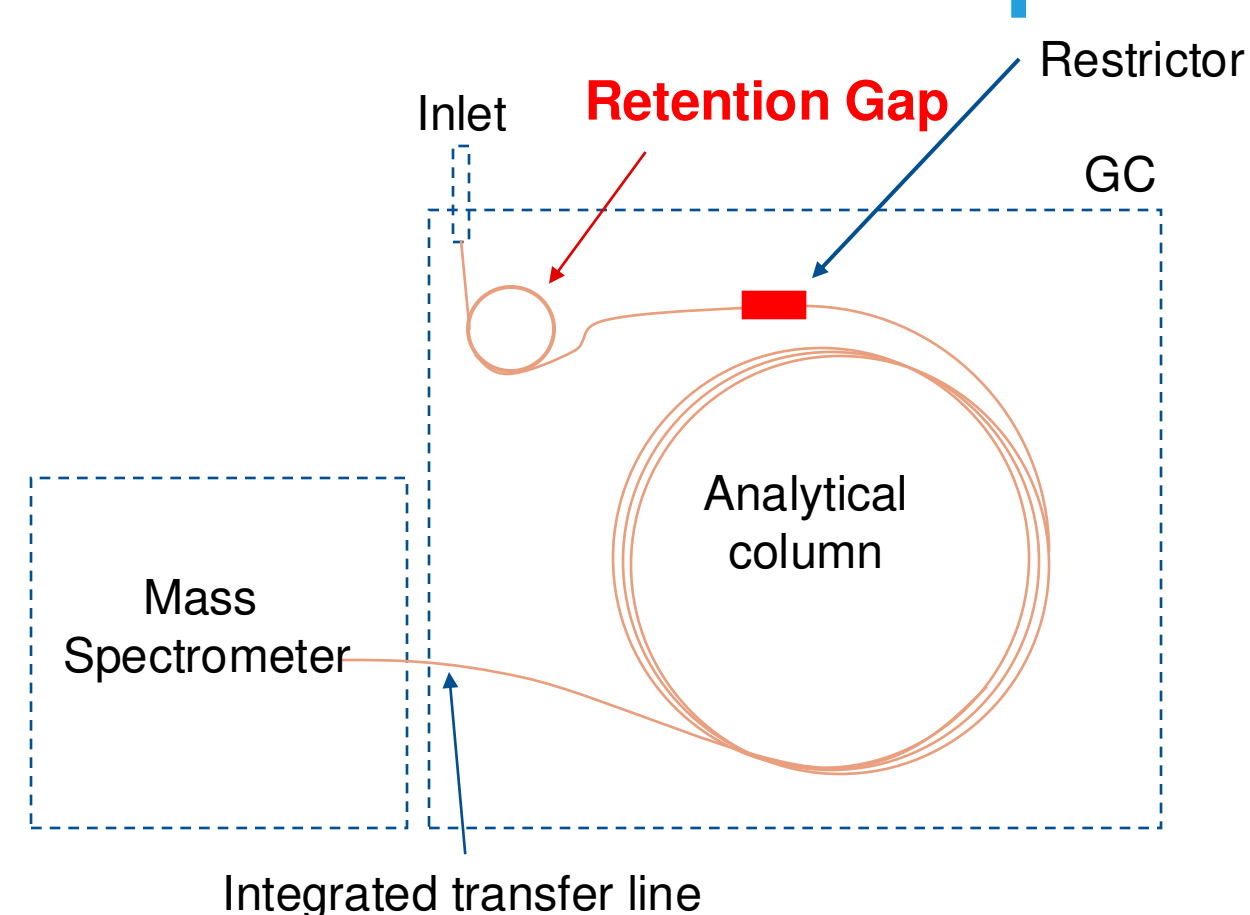 Restrictor
Retention Gap
Inlet
GC
Analytical
column
Mass
Spectrometer
Integrated transfer line